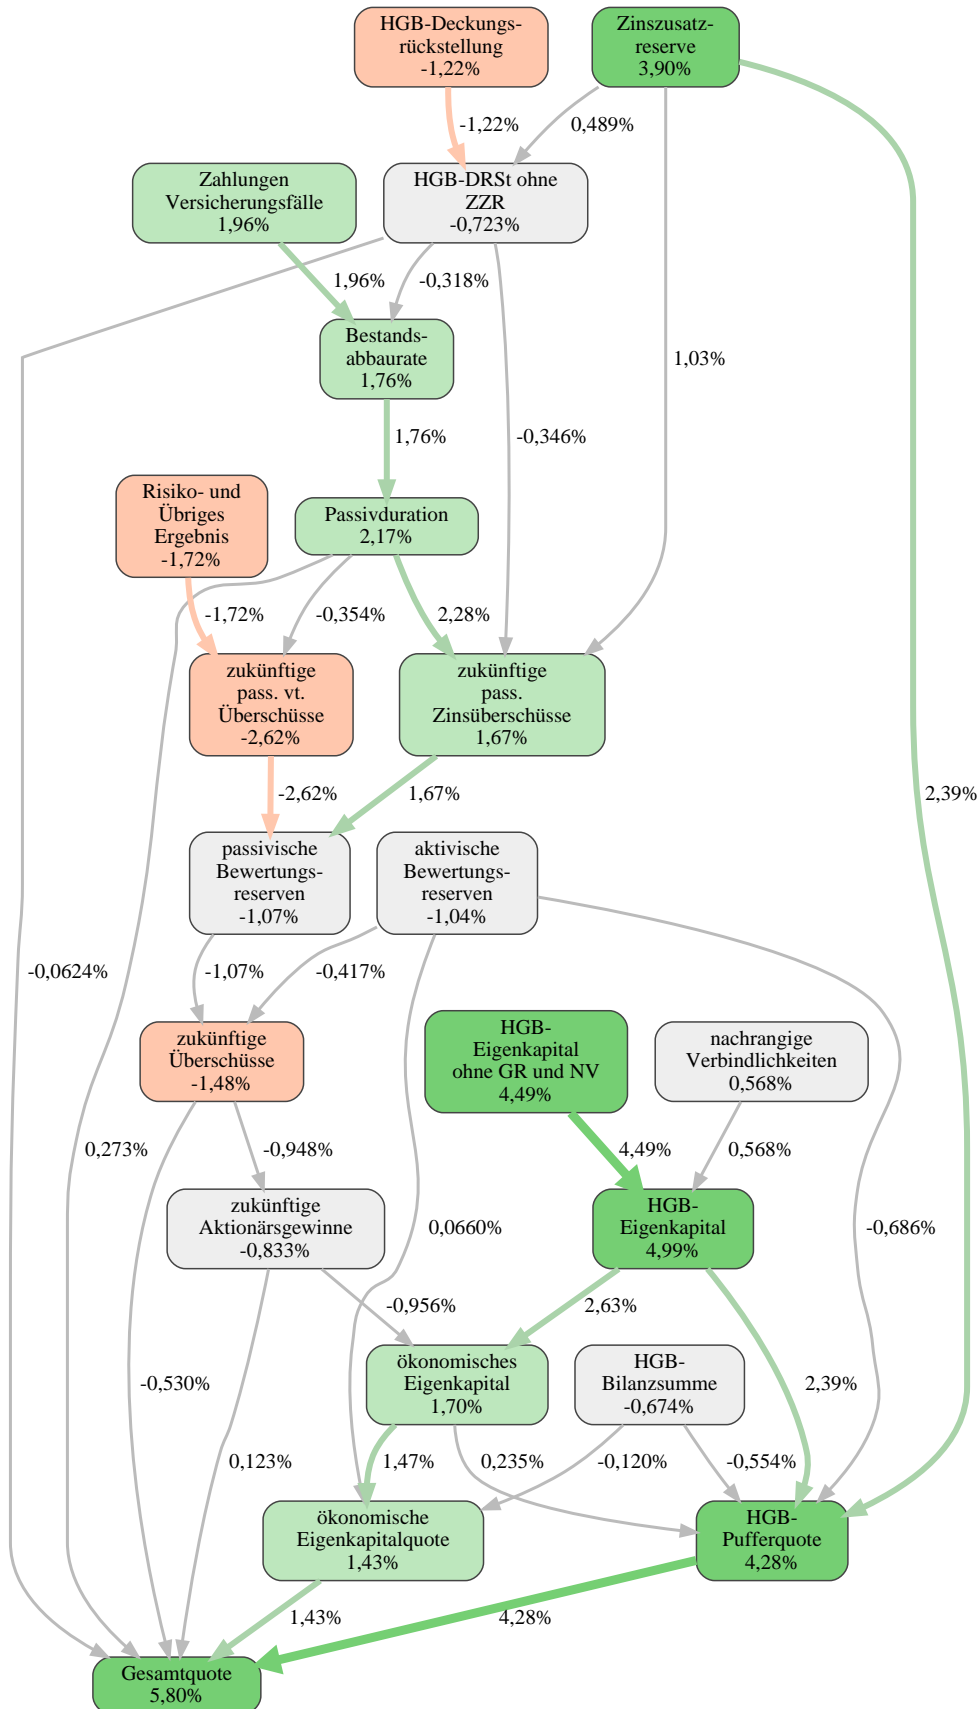 HGB-Deckungs-
rückstellung
-1,22%
Zinszusatz-
reserve
3,90%
-1,22%
0,489%
Zahlungen
Versicherungsfälle
1,96%
HGB-DRSt ohne
ZZR
-0,723%
1,96%
-0,318%
Bestands-
abbaurate
1,76%
1,03%
1,76%
-0,346%
Risiko- und
Übriges
Ergebnis
-1,72%
Passivduration
2,17%
-1,72%
-0,354%
2,28%
zukünftige
pass. vt.
Überschüsse
-2,62%
zukünftige
pass.
Zinsüberschüsse
1,67%
-2,62%
1,67%
2,39%
passivische
Bewertungs-
reserven
-1,07%
aktivische
Bewertungs-
reserven
-1,04%
-0,0624%
-1,07%
-0,417%
zukünftige
Überschüsse
-1,48%
HGB-
Eigenkapital
ohne GR und NV
4,49%
nachrangige
Verbindlichkeiten
0,568%
0,273%
-0,948%
4,49%
0,568%
zukünftige
Aktionärsgewinne
-0,833%
0,0660%
HGB-
Eigenkapital
4,99%
-0,686%
-0,956%
2,63%
-0,530%
ökonomisches
Eigenkapital
1,70%
HGB-
Bilanzsumme
-0,674%
2,39%
0,123%
1,47%
0,235%
-0,120%
-0,554%
ökonomische
Eigenkapitalquote
1,43%
HGB-
Pufferquote
4,28%
1,43%
4,28%
Gesamtquote
5,80%